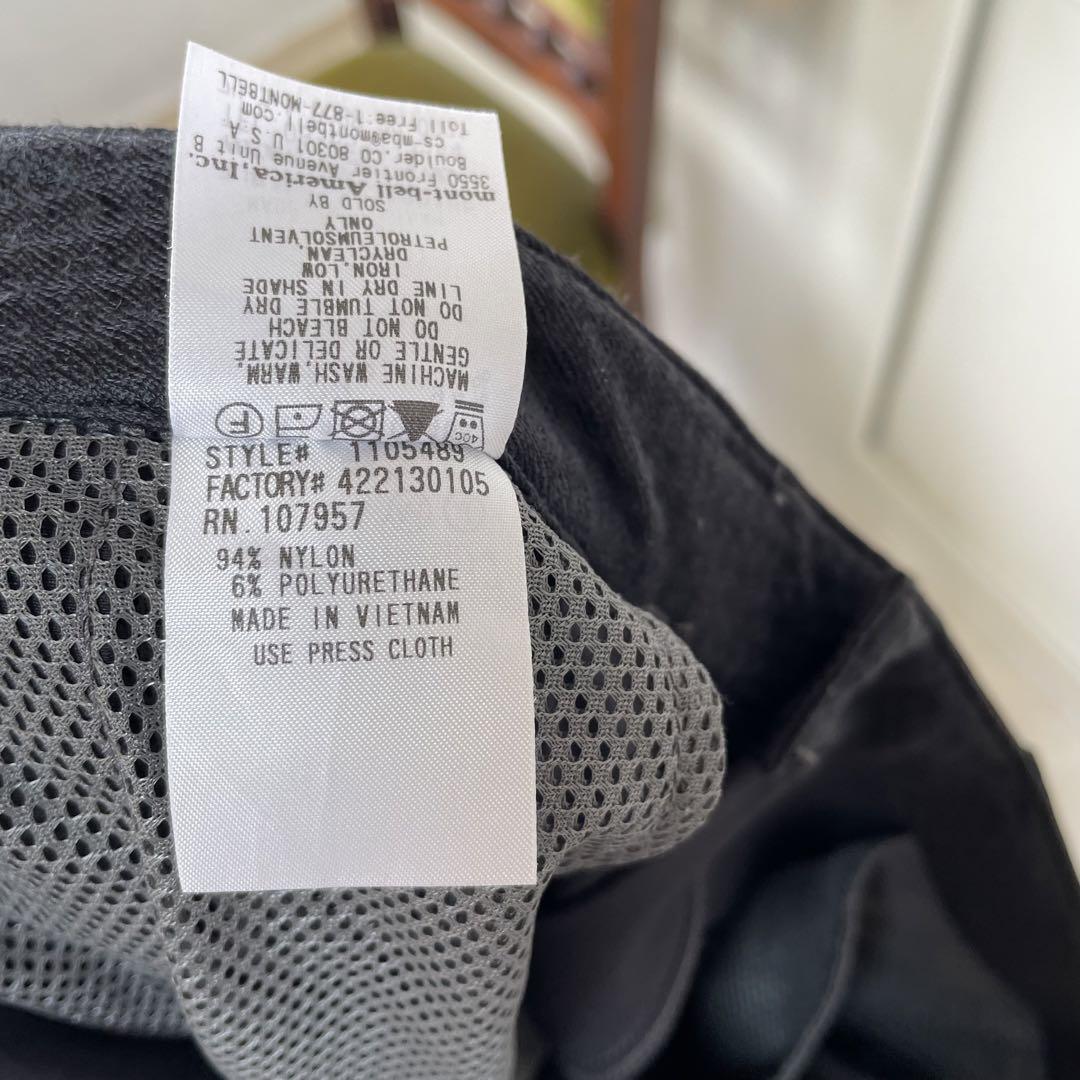 STYLE# 1105489
FACTORY# 422130105
RN. 107957
94% NYLON
6% POLYURETHANE
MADE IN VIETNAM
USE PRESS CLOTH
40C
F
MACHINE WASH,WARM.
GENTLE OR DELICATE
DO NOT BLEACH
DO NOT TUMBLE DRY
LINE DRY IN SHADE
IRON.LOW
DRYCLEAN.
PETROLEUMSOLVENT
ONLY
SOLD BY
mont-bell America,Inc.
3550 Frontier Avenue Unit B
Boulder.CO 80301 U.S.A
cs-mba@montbell.com
Toll Free:1-877-MONTBELL